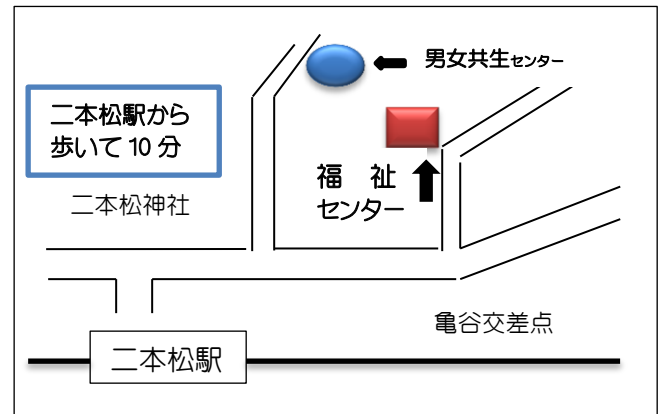 男女共生センター
二本松駅から
歩いて10分
福 祉
センター
二本松神社
亀谷交差点
二本松駅